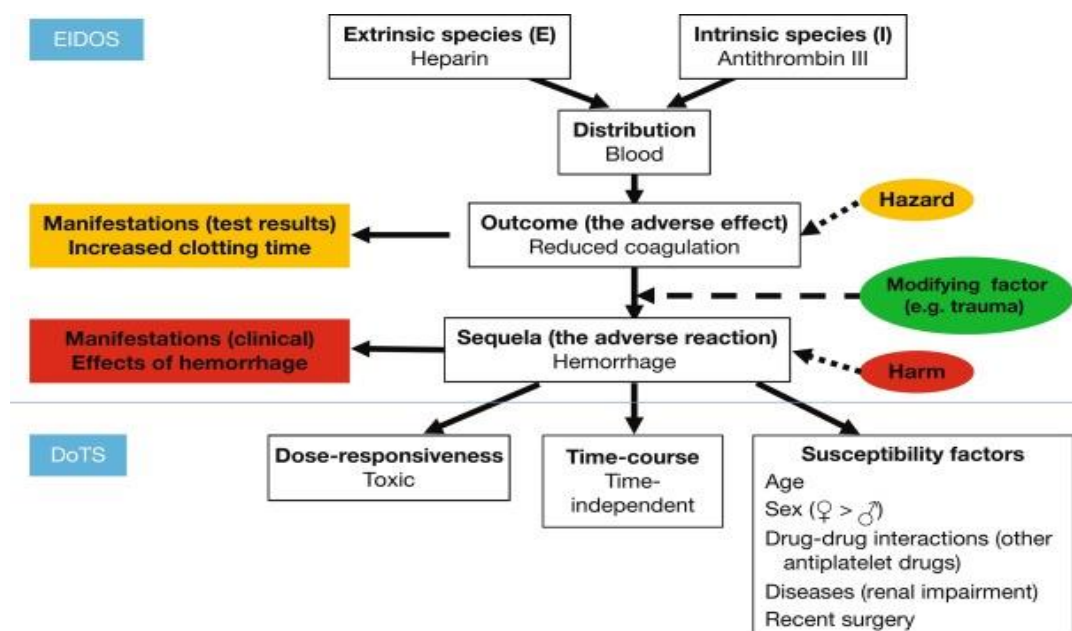 EIDOS
Extrinsic species (E)
Heparin
Intrinsic species (I)
Antithrombin III
Distribution
Blood
Hazard
Manifestations (test results)
Increased clotting time
Outcome (the adverse effect)
Reduced coagulation
Modifying factor
(e.g. trauma)
Manifestations (clinical)
Effects of hemorrhage
Sequela (the adverse reaction)
Hemorrhage
Harm
DoTS
Dose-responsiveness
Toxic
Time-course
Time-
independent
Susceptibility factors
Age
Sex (♀ > ♂)
Drug-drug interactions (other
antiplatelet drugs)
Diseases (renal impairment)
Recent surgery